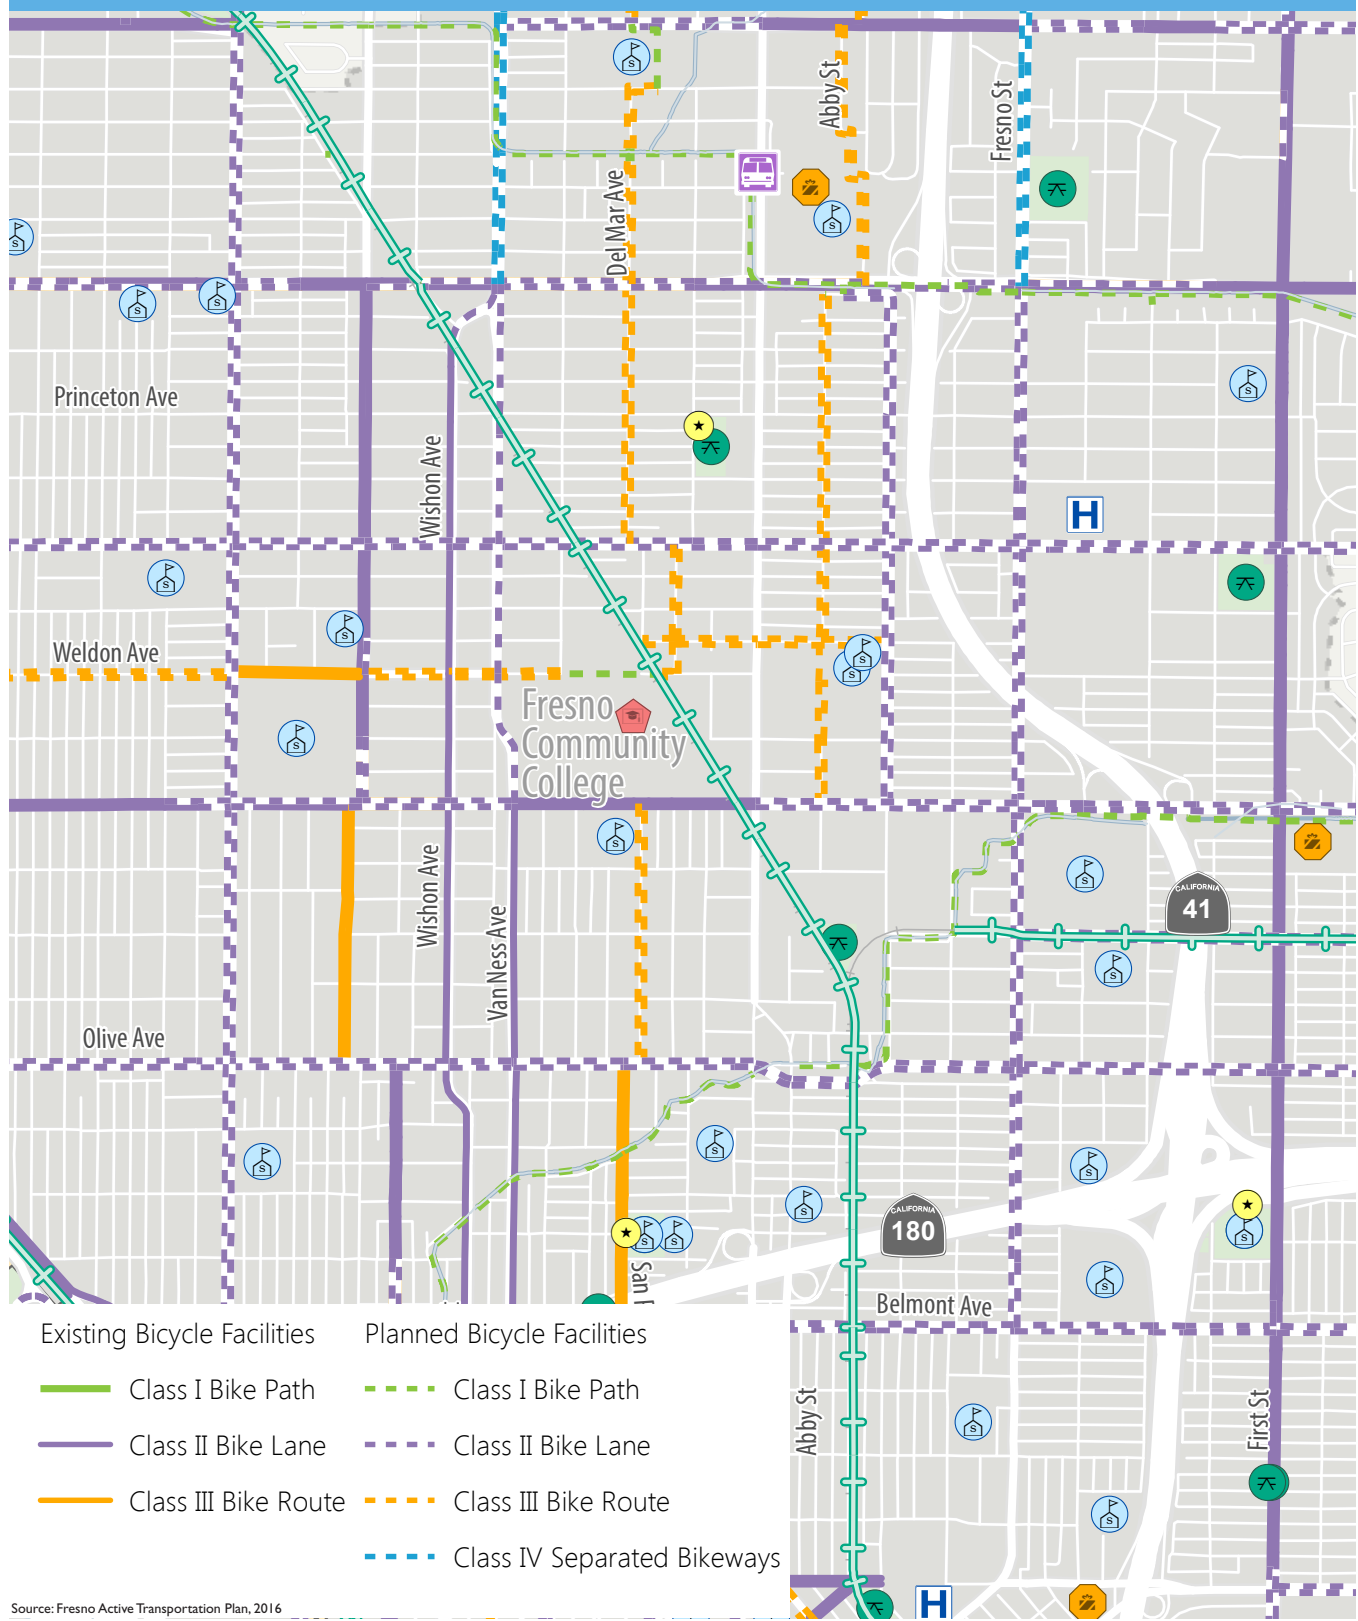 Abby St
Fresno St
Del Mar Ave
Princeton Ave
Wishon Ave
H
Weldon Ave
Fresno
Community
College
Wishon Ave
Van Ness Ave
CALIFORNIA
41
Olive Ave
CALIFORNIA
180
San
Belmont Ave
Abby St
First St
H
Existing Bicycle Facilities
Class I Bike Path
Class II Bike Lane
Class III Bike Route
Planned Bicycle Facilities
Class I Bike Path
Class II Bike Lane
Class III Bike Route
Class IV Separated Bikeways
Source: Fresno Active Transportation Plan, 2016